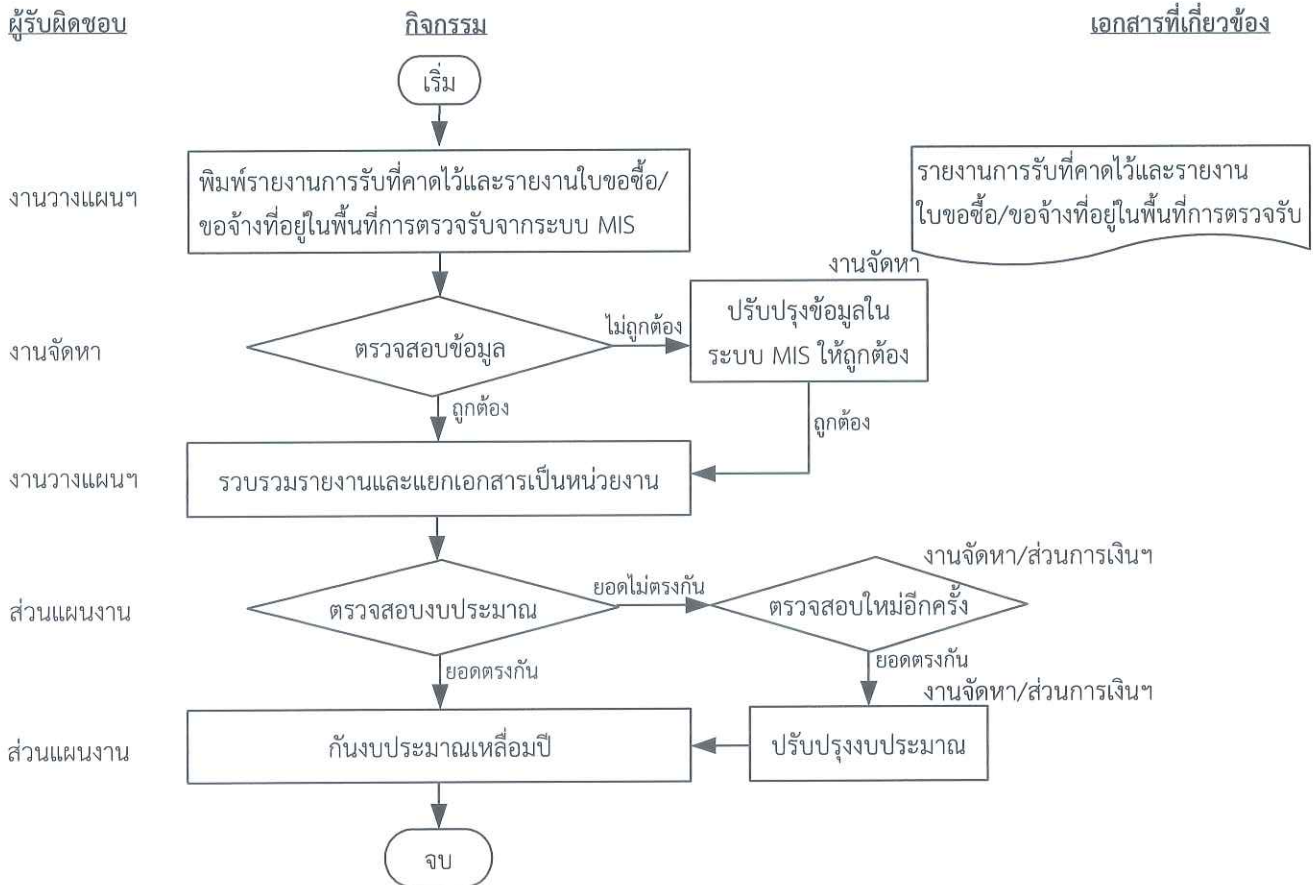 ผู้รับผิดชอบ
กิจกรรม
เอกสารที่เกี่ยวข้อง
เริ่ม
งานวางแผนฯ
พิมพ์รายงานการรับที่คาดไว้และรายงานใบขอซื้อ/
ขอจ้างที่อยู่ในพื้นที่การตรวจรับจากระบบ MIS
รายงานการรับที่คาดไว้และรายงาน
ใบขอซื้อ/ขอจ้างที่อยู่ในพื้นที่การตรวจรับ
งานจัดหา
ตรวจสอบข้อมูล
ไม่ถูกต้อง
งานจัดหา
ปรับปรุงข้อมูลใน
ระบบ MIS ให้ถูกต้อง
ถูกต้อง
ถูกต้อง
งานวางแผนฯ
รวบรวมรายงานและแยกเอกสารเป็นหน่วยงาน
ส่วนแผนงาน
ตรวจสอบงบประมาณ
ยอดไม่ตรงกัน
งานจัดหา/ส่วนการเงินฯ
ตรวจสอบใหม่อีกครั้ง
ยอดตรงกัน
ยอดตรงกัน
งานจัดหา/ส่วนการเงินฯ
ส่วนแผนงาน
กันงบประมาณเหลื่อมปี
ปรับปรุงงบประมาณ
จบ